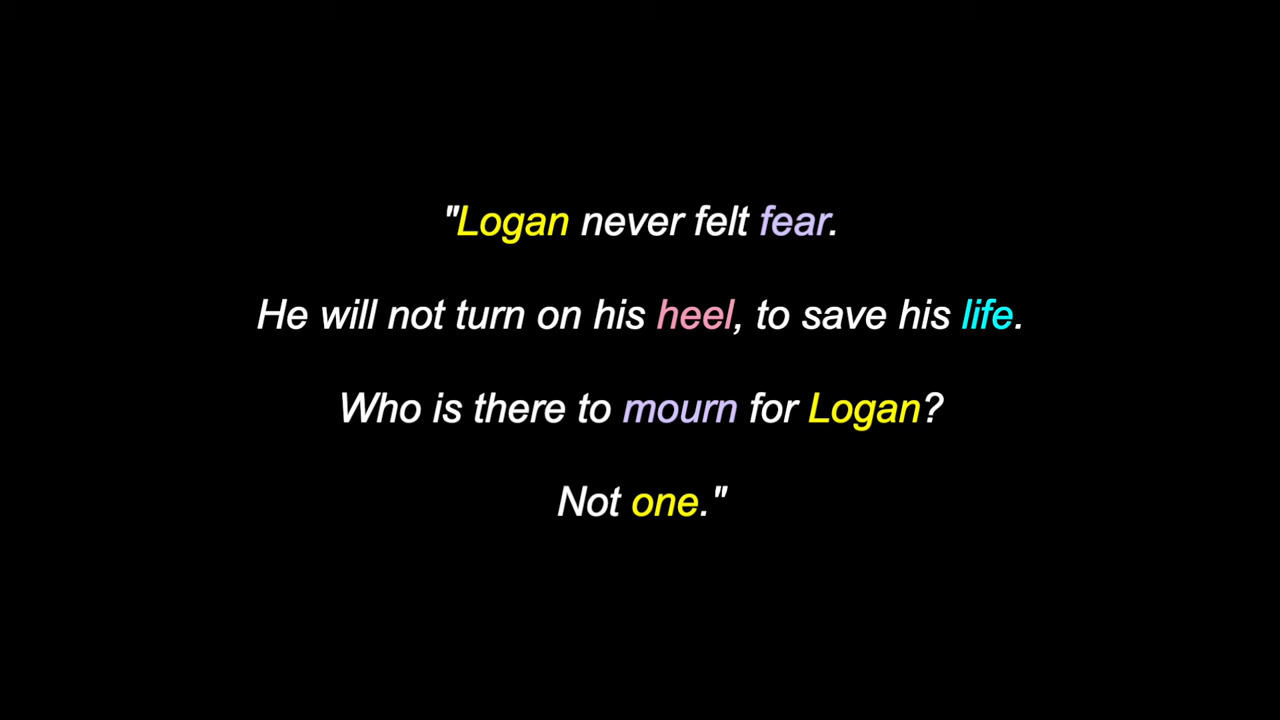 "Logan never felt fear.
He will not turn on his heel, to save his life.
Who is there to mourn for Logan?
Not one."